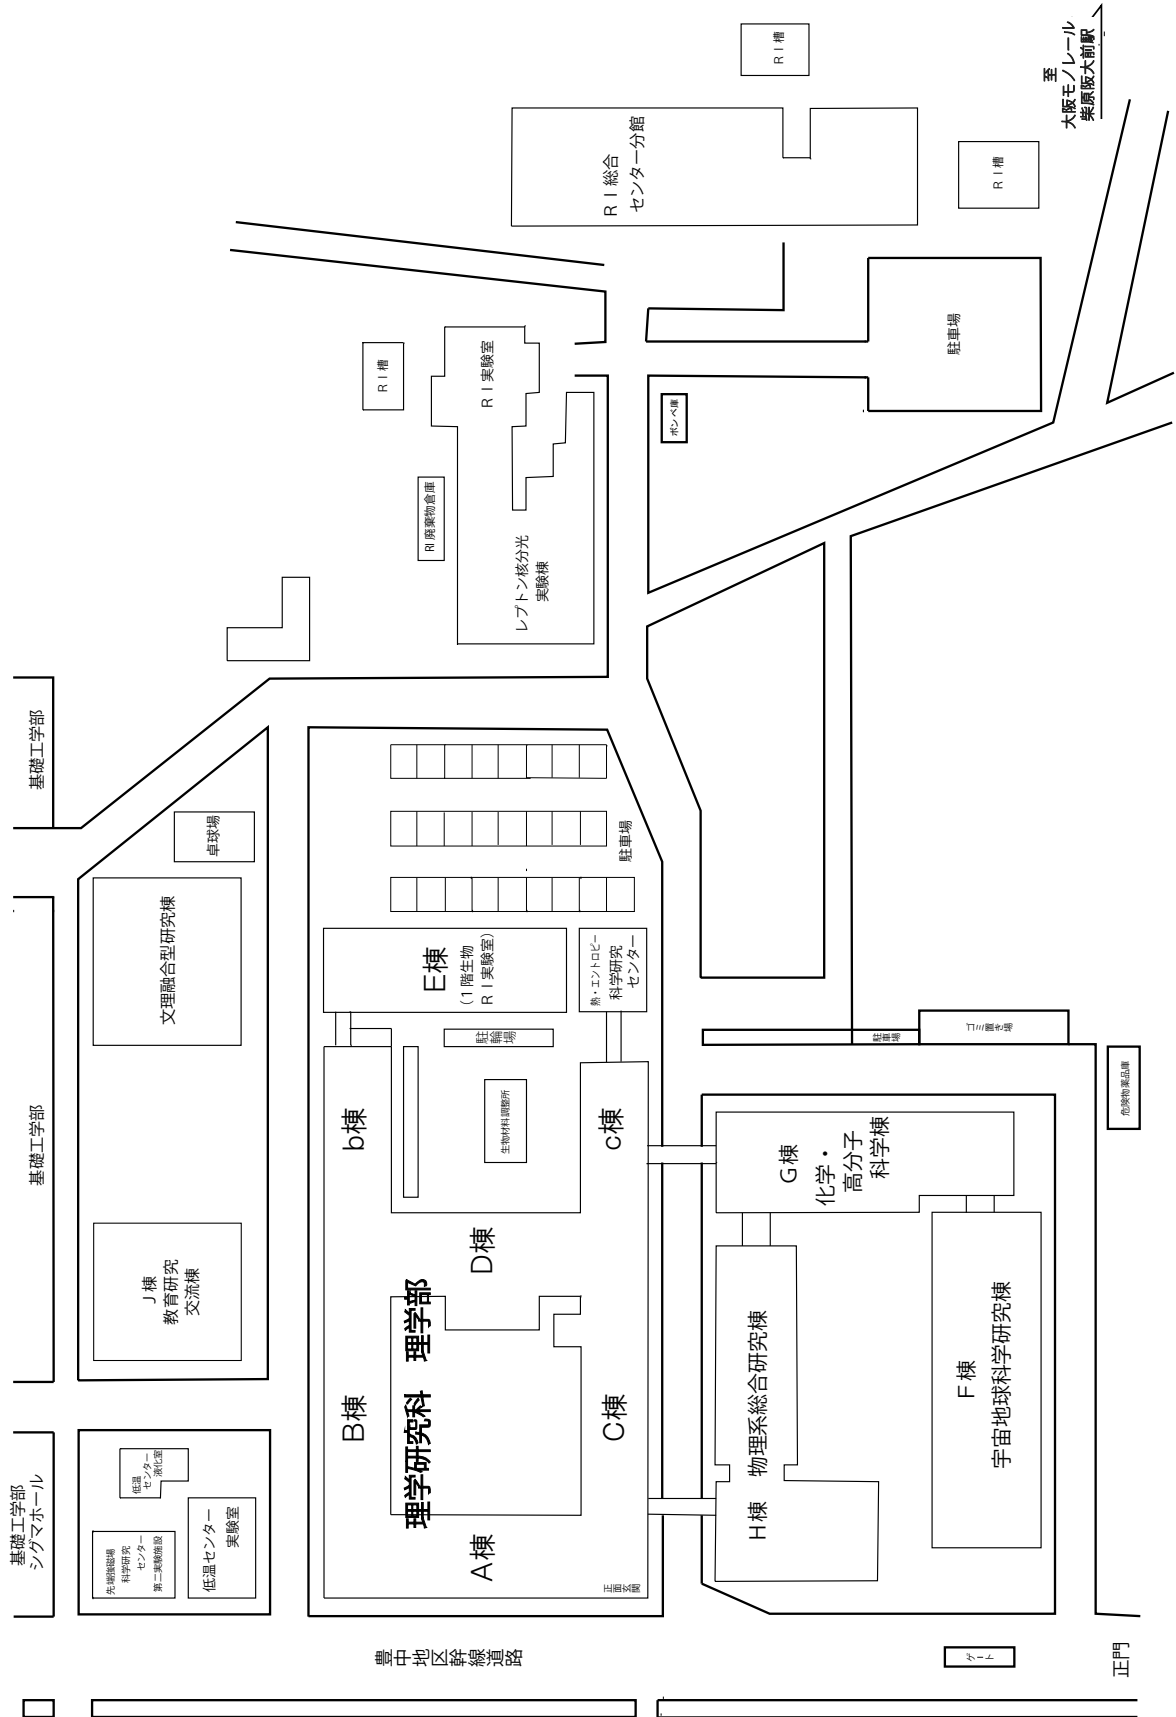 至
大阪モノレール
柴原阪大前駅
ＲＩ槽
ＲＩ総合
センター分館
ＲＩ槽
駐車場
ＲＩ槽
ＲＩ実験室
ボンベ庫
RI 廃棄物倉庫
レプトン核分光
実験棟
基礎工学部
卓球場
駐車場
文理融合型研究棟
E棟
(１階生物
ＲＩ実験室)
熱・エントロピー
科学研究
センター
駐輪場
駐車場
ゴミ置き場
危険物薬品庫
基礎工学部
b棟
生物材料調整所
c棟
G棟
化学・
高分子
科学棟
J棟
教育研究
交流棟
D棟
理学研究科　理学部
B棟
C棟
物理系総合研究棟
H棟
F棟
宇宙地球科学研究棟
基礎工学部
シグマホール
低温
センター
液化室
先端強磁場
科学研究
センター
第二実験施設
低温センター
実験室
A棟
正面玄関
豊中地区幹線道路
ゲート
正門